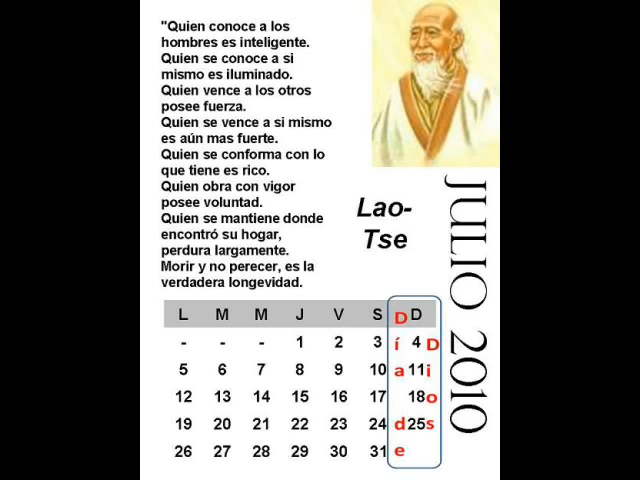 "Quien conoce a los
hombres es inteligente.
Quien se conoce a si
mismo es iluminado.
Quien vence a los otros
posee fuerza.
Quien se vence a si mismo
es aún mas fuerte.
Quien se conforma con lo
que tiene es rico.
Quien obra con vigor
posee voluntad.
Quien se mantiene donde
encontró su hogar,
perdura largamente.
Morir y no perecer, es la
verdadera longevidad.
Lao-
Tse
JULIO 2010
L M M J V S D
- - - 1 2 3 4
5 6 7 8 9 10 11
12 13 14 15 16 17 18
19 20 21 22 23 24 25
26 27 28 29 30 31
Día de
Dios